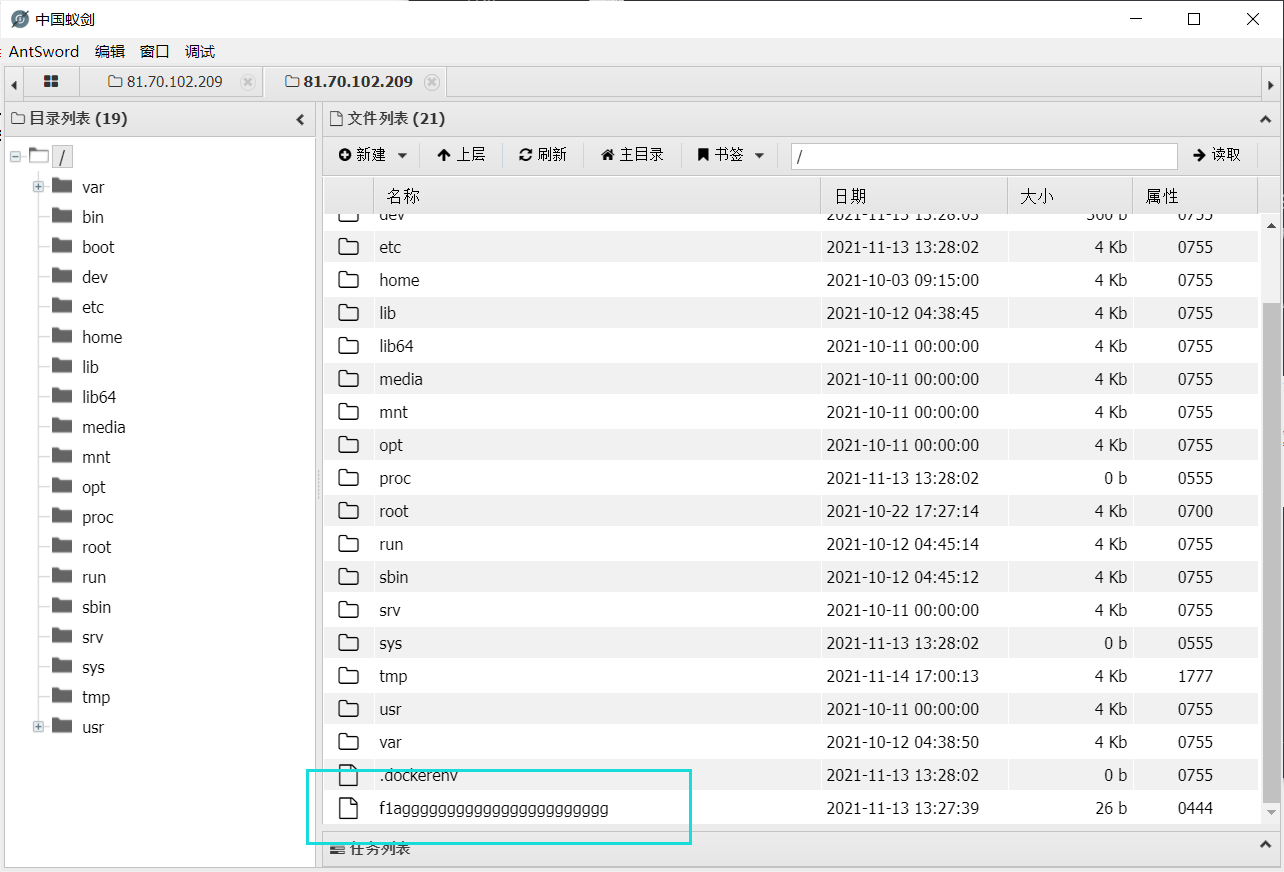 中国蚁剑
AntSword 编辑 窗口 调试
81.70.102.209 81.70.102.209
目录列表 (19)
/
var
bin
boot
dev
etc
home
lib
lib64
media
mnt
opt
proc
root
run
sbin
srv
sys
tmp
usr
文件列表 (21)
新建 上层 刷新 主目录 书签 / 读取
名称 日期 大小 属性
dev 2021-11-13 13:28:03 360 b 0755
etc 2021-11-13 13:28:02 4 Kb 0755
home 2021-10-03 09:15:00 4 Kb 0755
lib 2021-10-12 04:38:45 4 Kb 0755
lib64 2021-10-11 00:00:00 4 Kb 0755
media 2021-10-11 00:00:00 4 Kb 0755
mnt 2021-10-11 00:00:00 4 Kb 0755
opt 2021-10-11 00:00:00 4 Kb 0755
proc 2021-11-13 13:28:02 0 b 0555
root 2021-10-22 17:27:14 4 Kb 0700
run 2021-10-12 04:45:14 4 Kb 0755
sbin 2021-10-12 04:45:12 4 Kb 0755
srv 2021-10-11 00:00:00 4 Kb 0755
sys 2021-11-13 13:28:02 0 b 0555
tmp 2021-11-14 17:00:13 4 Kb 1777
usr 2021-10-11 00:00:00 4 Kb 0755
var 2021-10-12 04:38:50 4 Kb 0755
.dockerenv 2021-11-13 13:28:02 0 b 0755
f1aggggggggggggggggggggggg 2021-11-13 13:27:39 26 b 0444
任务列表